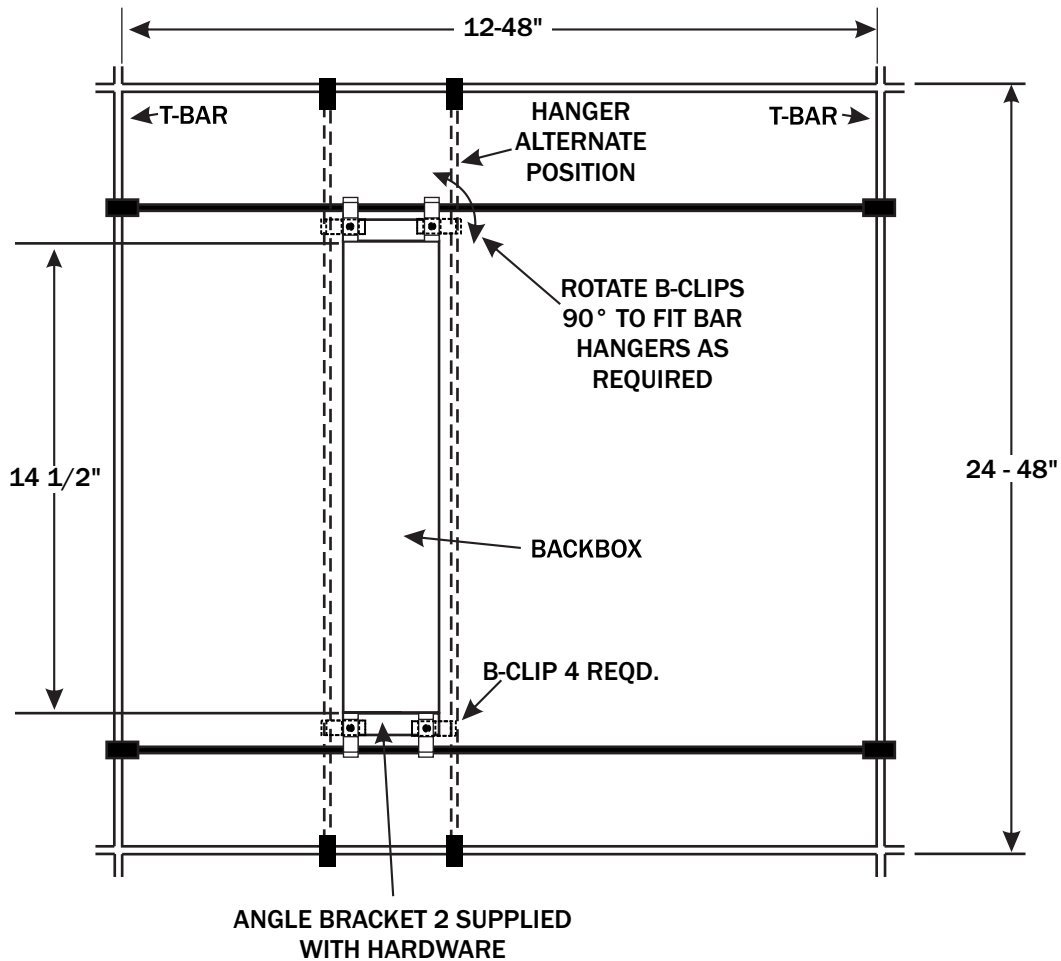 12-48"
T-BAR
HANGER
ALTERNATE
POSITION
T-BAR
ROTATE B-CLIPS
90° TO FIT BAR
HANGERS AS
REQUIRED
14 1/2"
24 - 48"
BACKBOX
B-CLIP 4 REQD.
ANGLE BRACKET 2 SUPPLIED
WITH HARDWARE